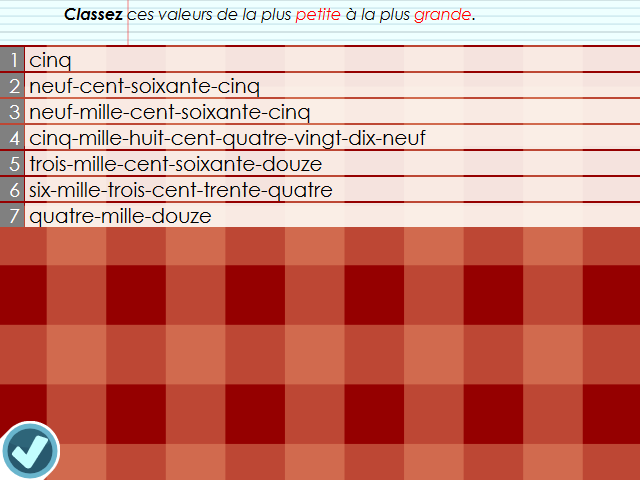 Classez ces valeurs de la plus petite à la plus grande.
1 cinq
2 neuf-cent-soixante-cinq
3 neuf-mille-cent-soixante-cinq
4 cinq-mille-huit-cent-quatre-vingt-dix-neuf
5 trois-mille-cent-soixante-douze
6 six-mille-trois-cent-trente-quatre
7 quatre-mille-douze